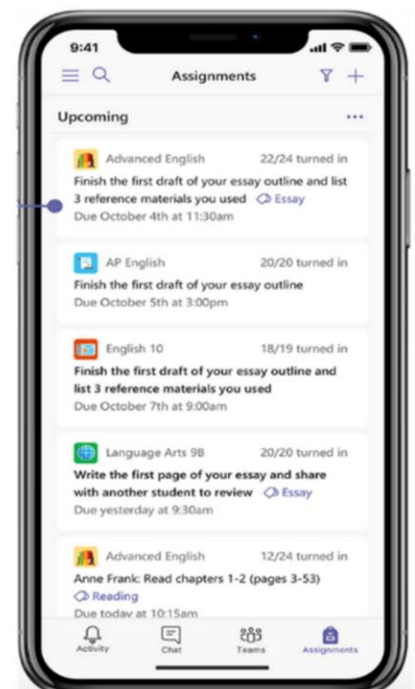 9:41
Assignments
Upcoming
Advanced English 22/24 turned in
Finish the first draft of your essay outline and list
3 reference materials you used Essay
Due October 4th at 11:30am
AP English 20/20 turned in
Finish the first draft of your essay outline
Due October 5th at 3:00pm
English 10 18/19 turned in
Finish the first draft of your essay outline and
list 3 reference materials you used
Due October 7th at 9:00am
Language Arts 9B 20/20 turned in
Write the first page of your essay and share
with another student to review Essay
Due yesterday at 9:30am
Advanced English 12/24 turned in
Anne Frank: Read chapters 1-2 (pages 3-53)
Reading
Due today at 10:15am
Activity Chat Teams Assignments